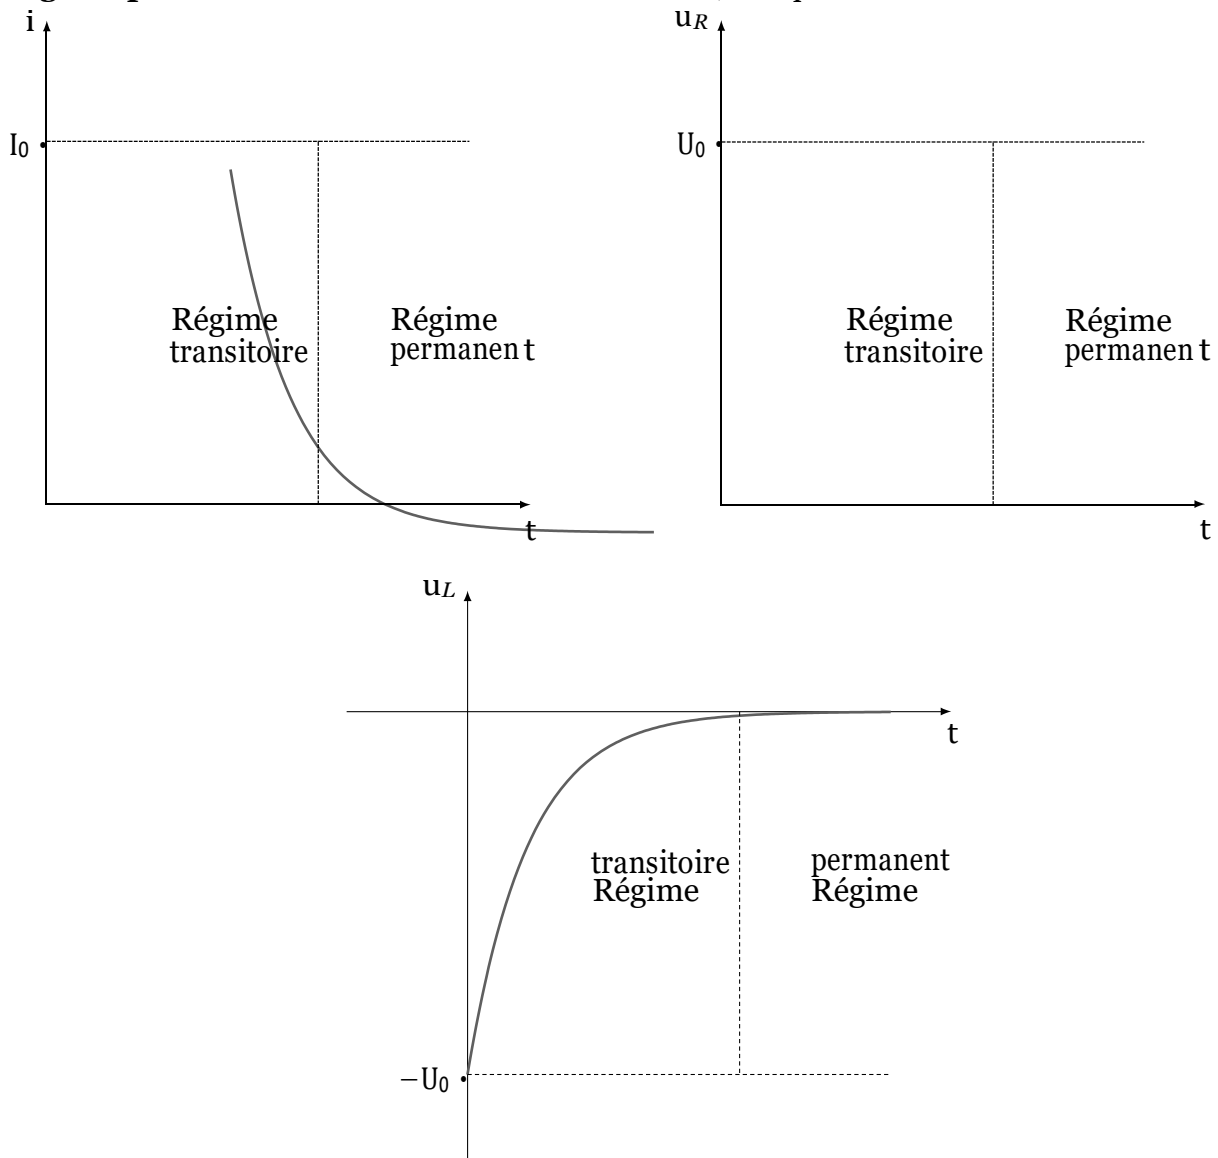 i
u_R
I₀
U₀
Régime
transitoire
Régime
permanen t
Régime
transitoire
Régime
permanen t
t
t
u_L
t
transitoire
Régime
permanent
Régime
−U₀